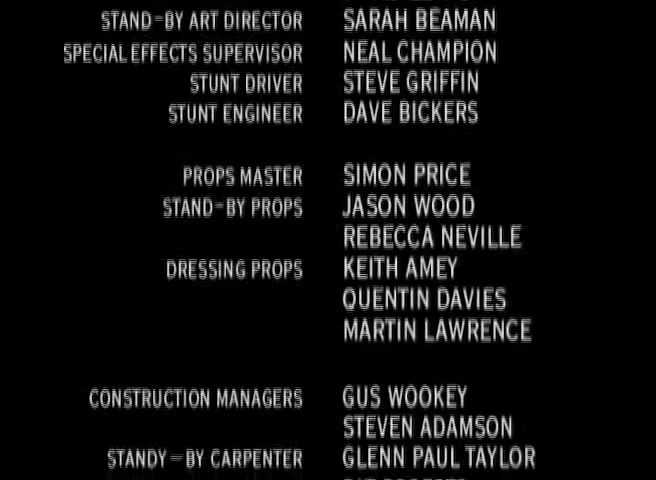 STAND-BY ART DIRECTOR SARAH BEAMAN
SPECIAL EFFECTS SUPERVISOR NEAL CHAMPION
STUNT DRIVER STEVE GRIFFIN
STUNT ENGINEER DAVE BICKERS
PROPS MASTER SIMON PRICE
STAND-BY PROPS JASON WOOD
REBECCA NEVILLE
DRESSING PROPS KEITH AMEY
QUENTIN DAVIES
MARTIN LAWRENCE
CONSTRUCTION MANAGERS GUS WOOKEY
STEVEN ADAMSON
STANDY-BY CARPENTER GLENN PAUL TAYLOR